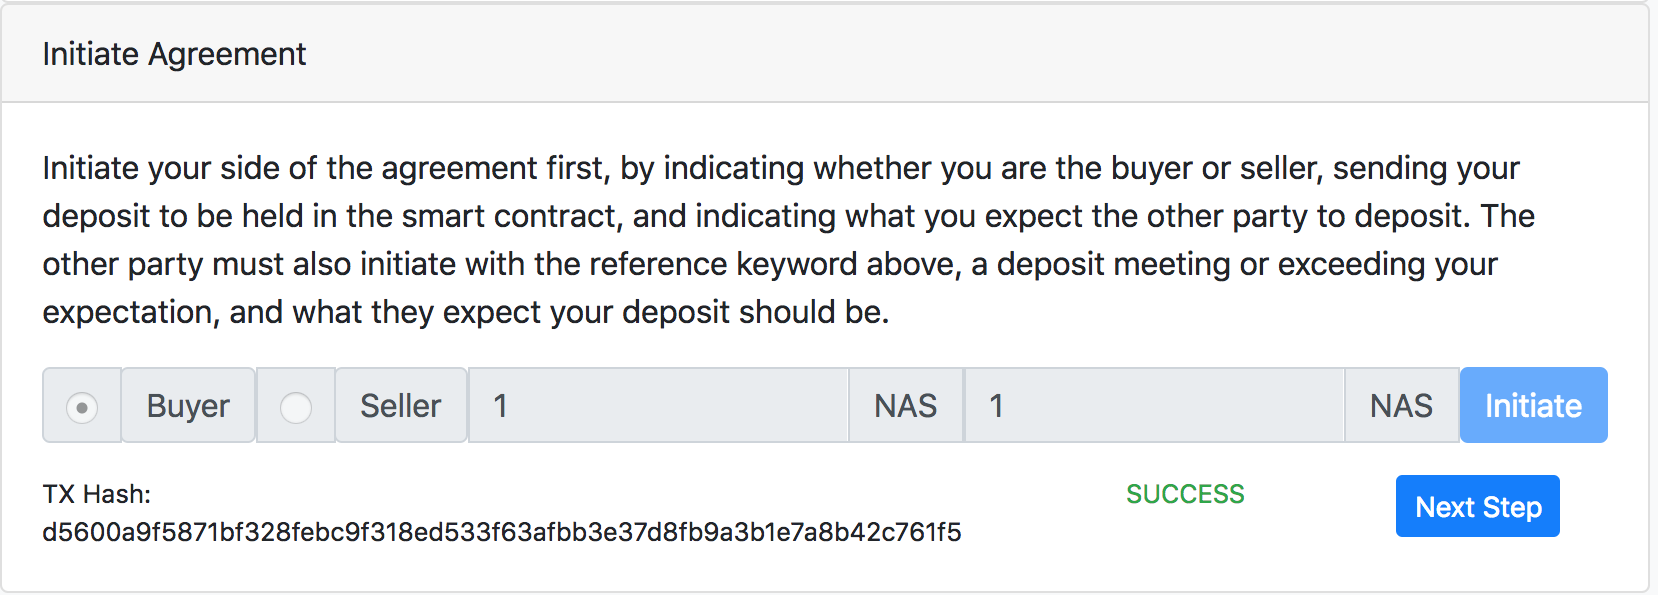 Initiate Agreement
Initiate your side of the agreement first, by indicating whether you are the buyer or seller, sending your
deposit to be held in the smart contract, and indicating what you expect the other party to deposit. The
other party must also initiate with the reference keyword above, a deposit meeting or exceeding your
expectation, and what they expect your deposit should be.
Buyer Seller 1 NAS 1 NAS Initiate
TX Hash: SUCCESS Next Step
d5600a9f5871bf328febc9f318ed533f63afbb3e37d8fb9a3b1e7a8b42c761f5